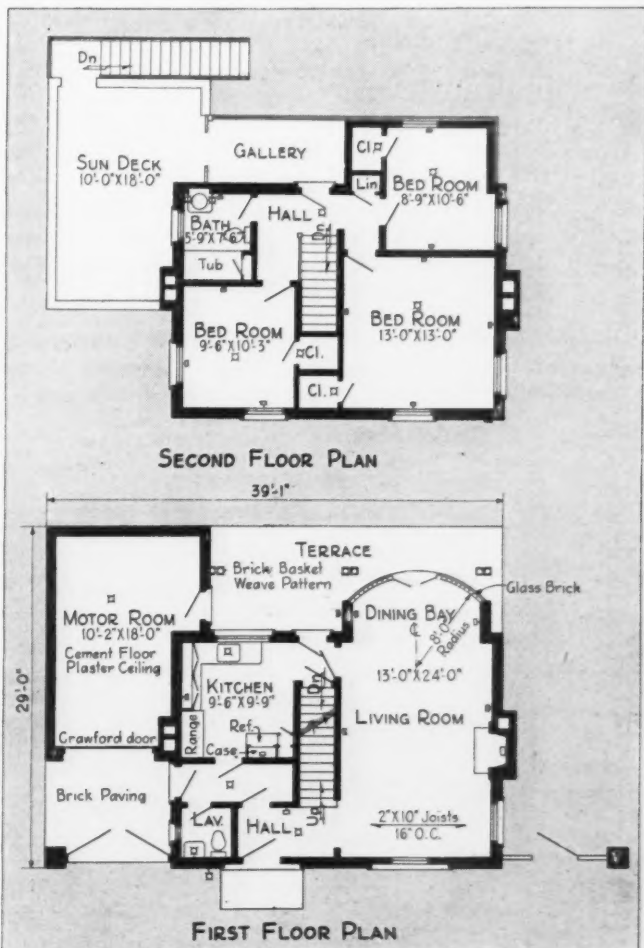 Dn
SUN DECK
10'-0"X18'-0"
GALLERY
Cl.
Lin.
BED ROOM
8'-9"X10'-6"
BATH
5'-9"X7'-6"
HALL
Dn
Tub
BED ROOM
9'-6"X10'-3"
BED ROOM
13'-0"X13'-0"
Cl.
Cl.
SECOND FLOOR PLAN
39'-1"
29'-0"
TERRACE
Brick Basket
Weave Pattern
Glass Brick
MOTOR ROOM
10'-2"X18'-0"
Cement Floor
Plaster Ceiling
DINING BAY
℄
8'-0"
Radius
13'-0"X24'-0"
KITCHEN
9'-6"X9'-9"
Dn
LIVING ROOM
Range
Ref.
Case
Crawford door
Brick Paving
LAV.
HALL
Up
2"X10" Joists
16" O.C.
FIRST FLOOR PLAN